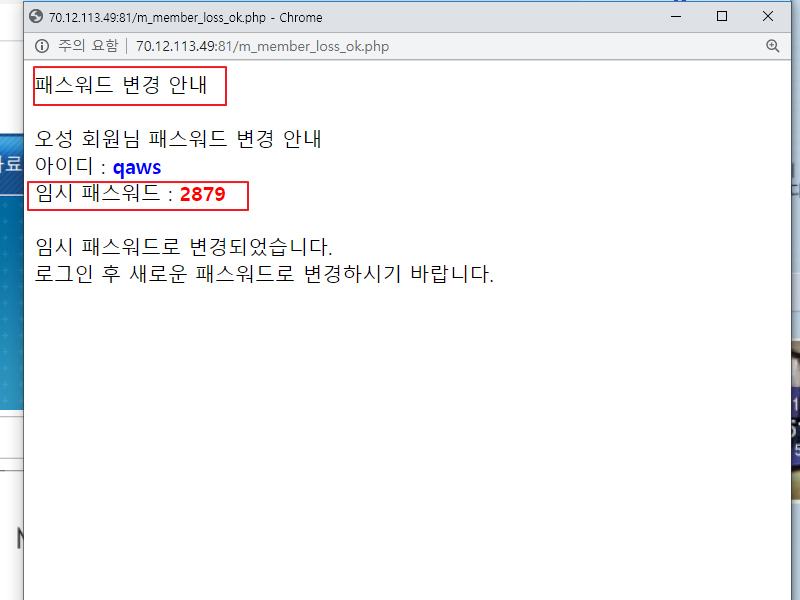 70.12.113.49:81/m_member_loss_ok.php - Chrome
주의 요함 | 70.12.113.49:81/m_member_loss_ok.php
패스워드 변경 안내
오성 회원님 패스워드 변경 안내
아이디 : qaws
임시 패스워드 : 2879
임시 패스워드로 변경되었습니다.
로그인 후 새로운 패스워드로 변경하시기 바랍니다.